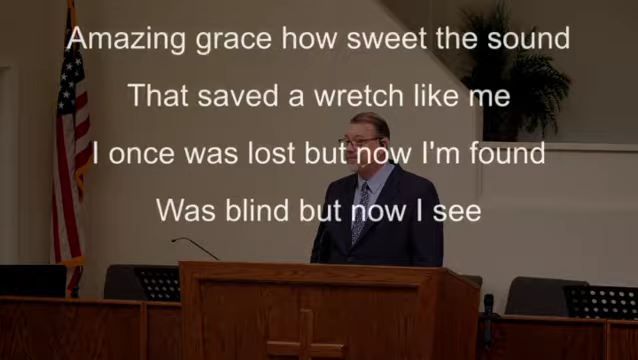 Amazing grace how sweet the sound
That saved a wretch like me
I once was lost but now I'm found
Was blind but now I see